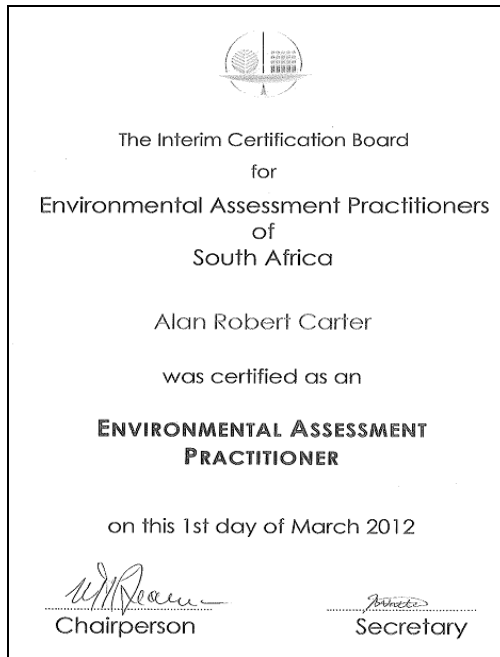 The Interim Certification Board
for
Environmental Assessment Practitioners
of
South Africa
Alan Robert Carter
was certified as an
ENVIRONMENTAL ASSESSMENT
PRACTITIONER
on this 1st day of March 2012
Chairperson
Secretary